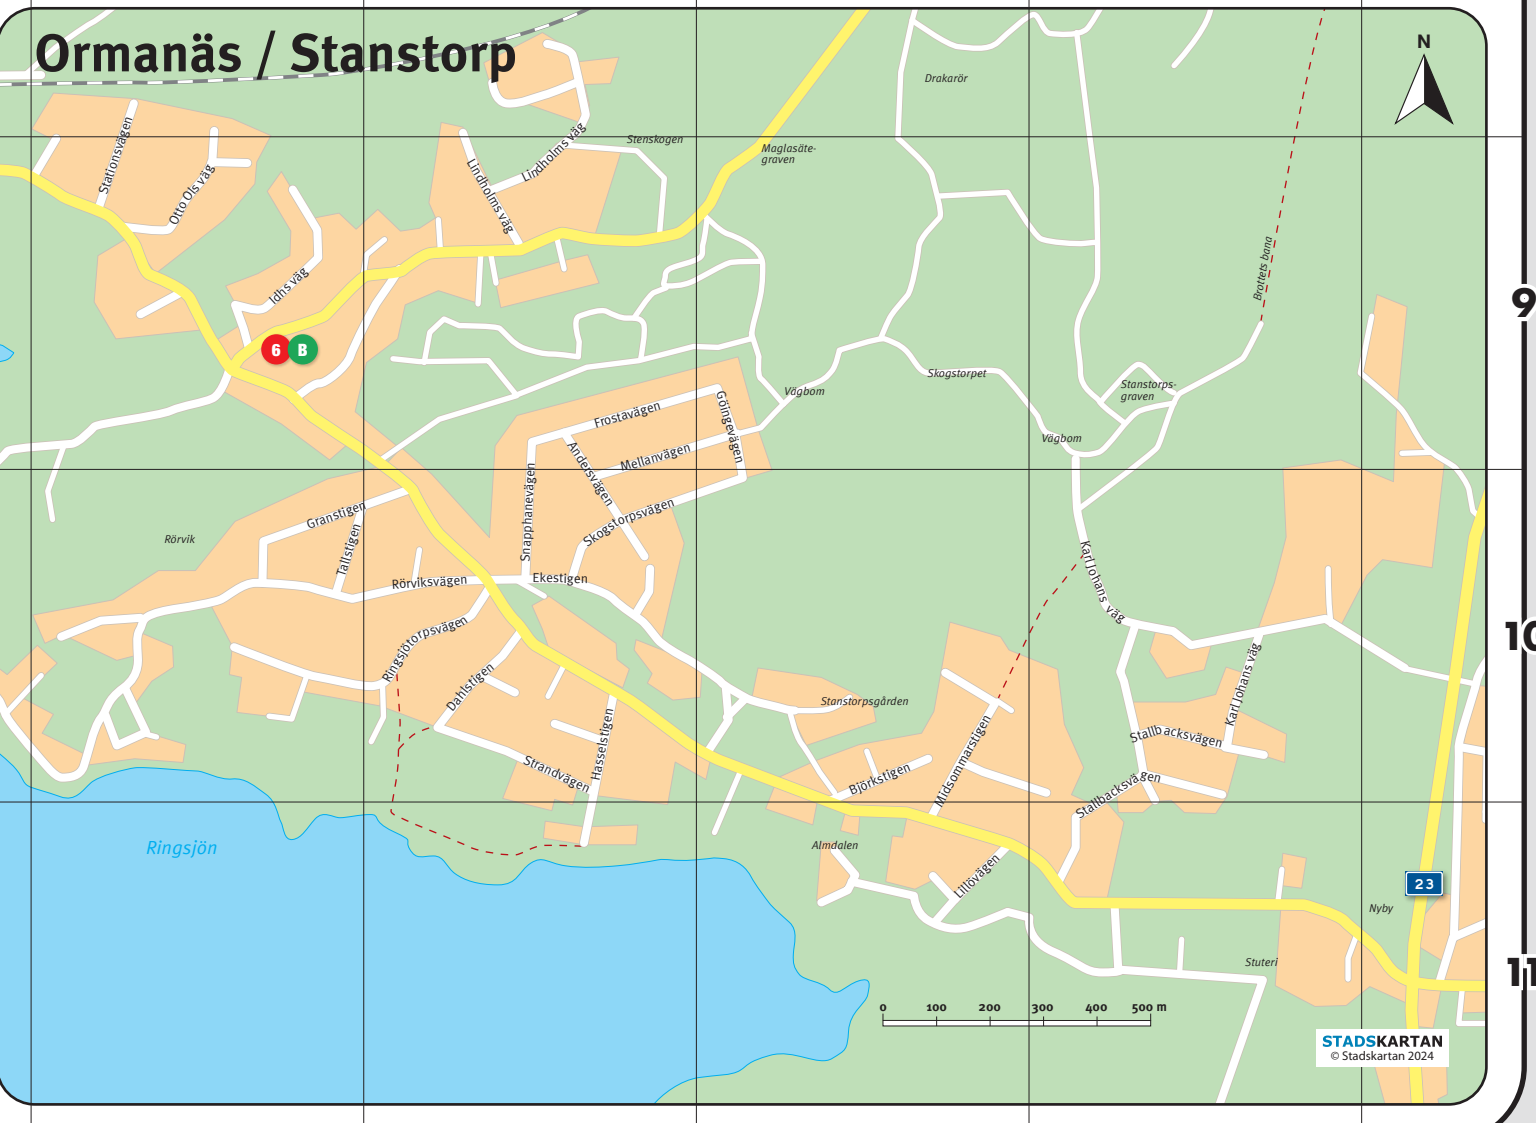 Ormanäs / Stanstorp
N
Drakarör
Stenskogen
Maglasäte-
graven
Stationsvägen
Otto Ols väg
Lindholms väg
Lindholms väg
Idhs väg
Brottets bana
9
6
B
Skogstorpet
Stanstorps-
graven
Vägbom
Vägbom
Frostavägen
Göingevägen
Mellanvägen
Andersvägen
Snapphanevägen
Skogstorpsvägen
Granstigen
Tallstigen
Rörvik
Rörviksvägen
Ekestigen
Karl Johans väg
10
Ringsjötorpsvägen
Dahlstigen
Hasselstigen
Strandvägen
Stanstorpsgården
Karl Johans väg
Stallbacksvägen
Stallbacksvägen
Midsommarstigen
Björkstigen
Ringsjön
Almdalen
Lillövägen
23
Nyby
Stuteri
11
0 100 200 300 400 500 m
STADSKARTAN
© Stadskartan 2024